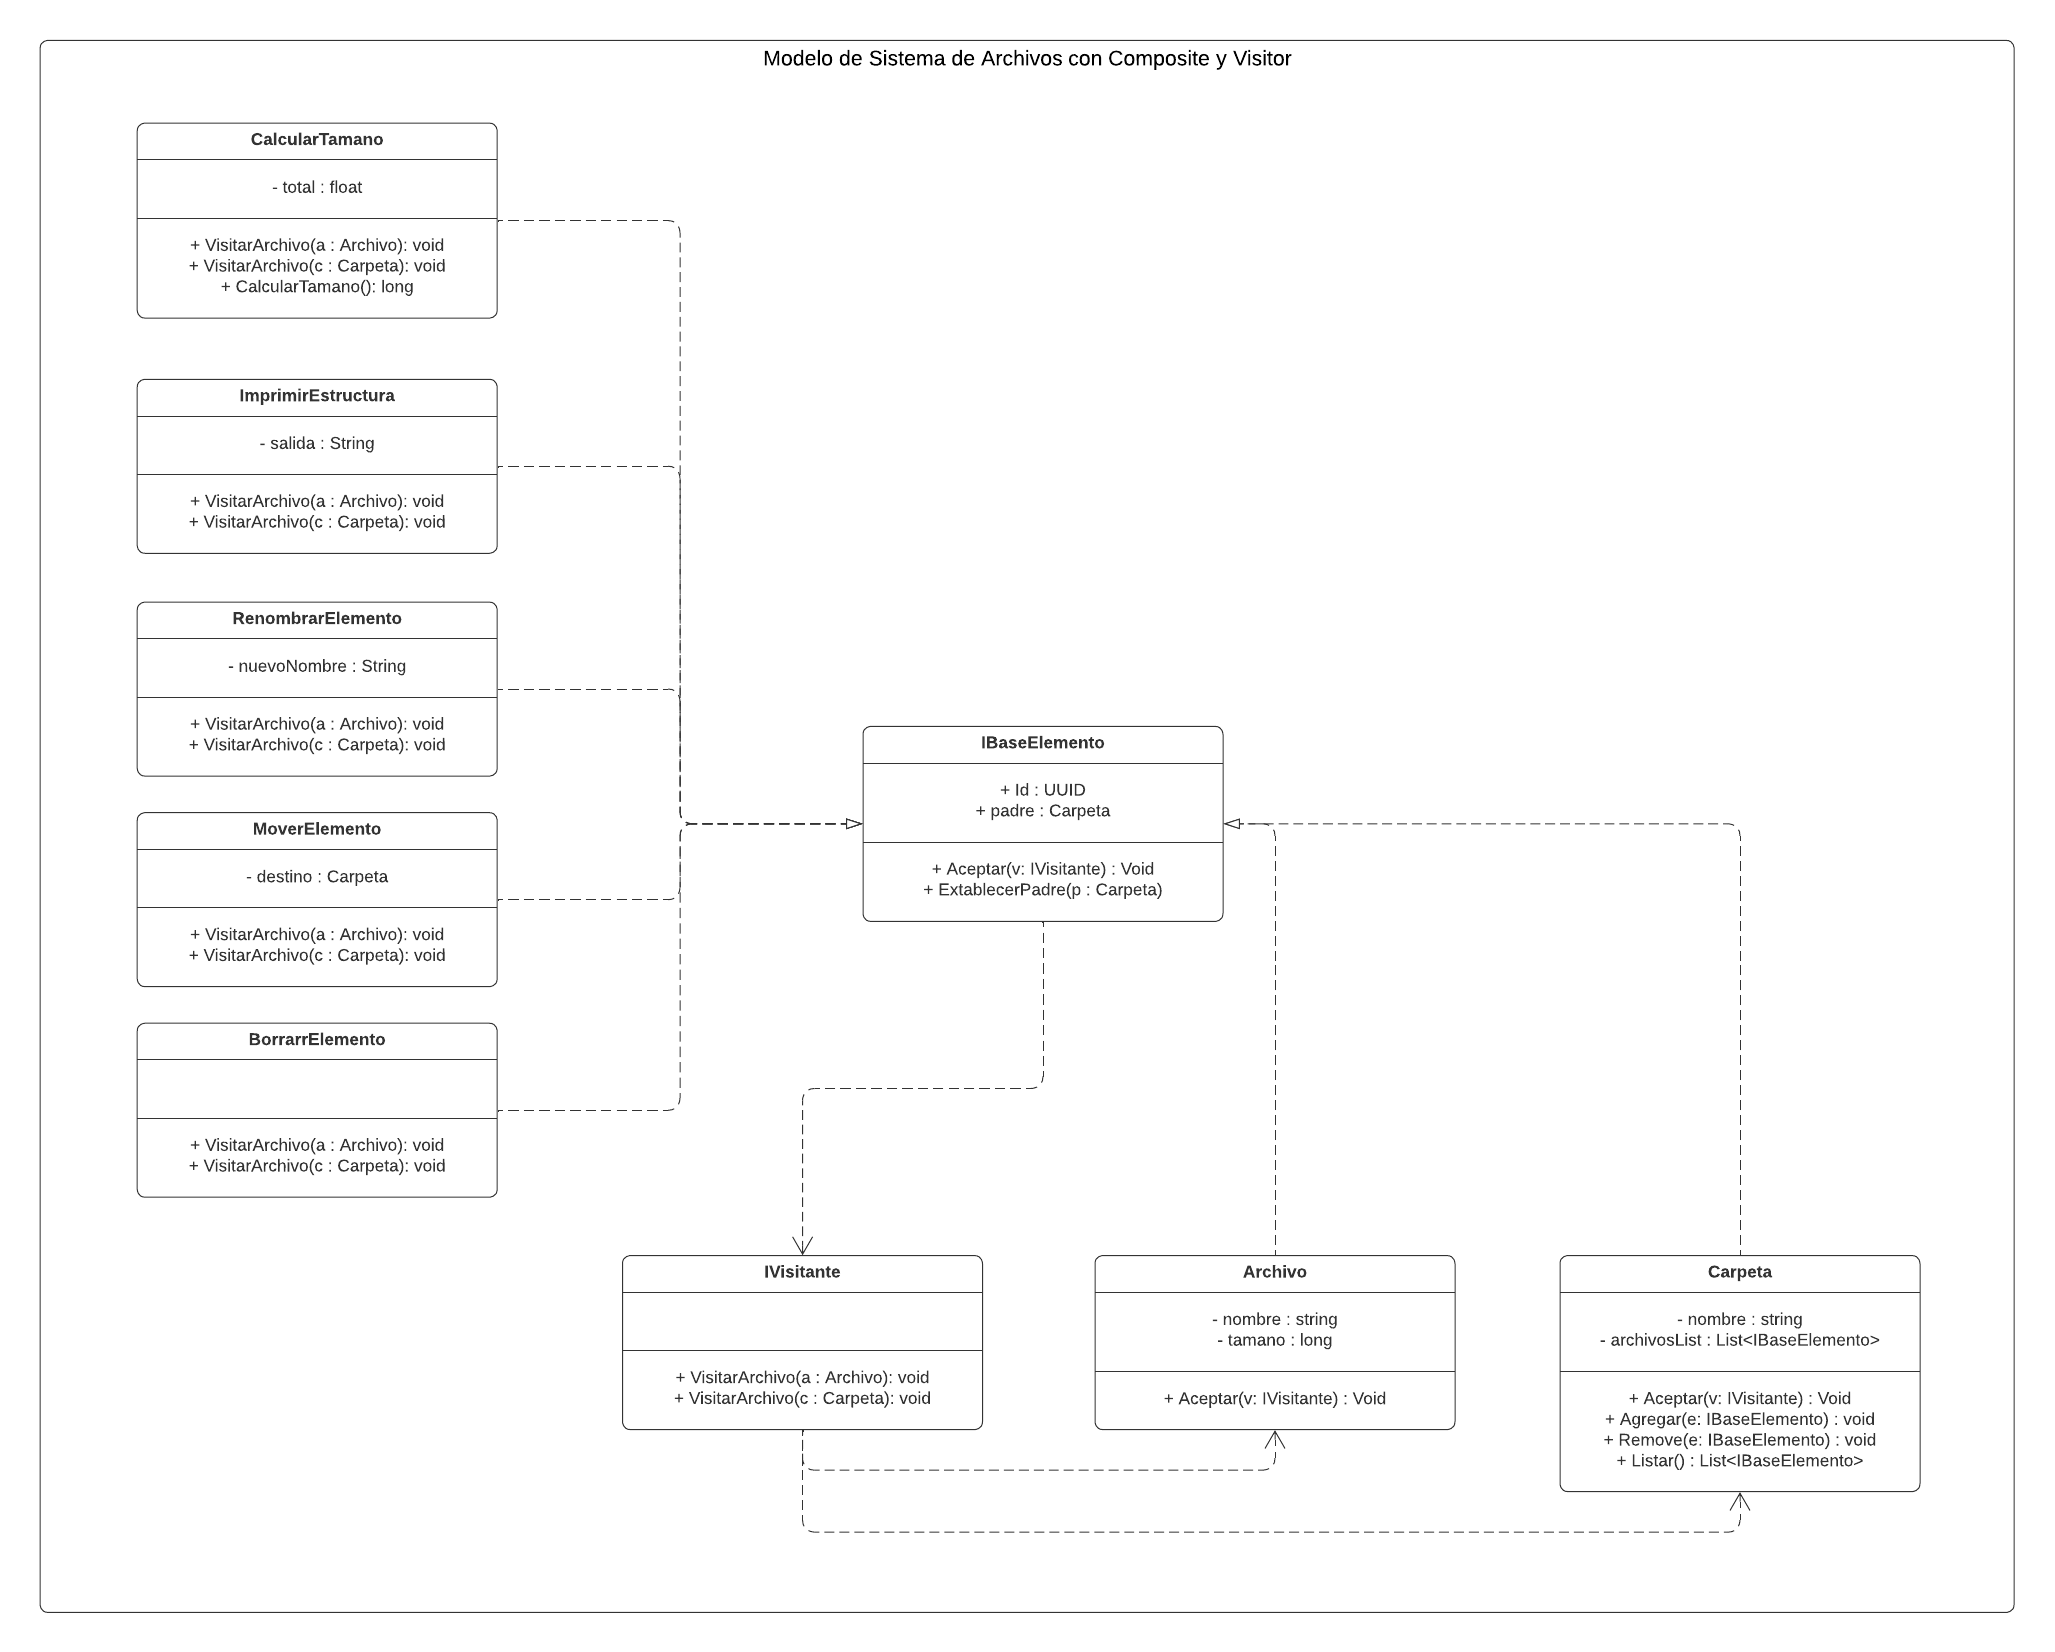 Modelo de Sistema de Archivos con Composite y Visitor
CalcularTamano
- total : float
+ VisitarArchivo(a : Archivo): void
+ VisitarArchivo(c : Carpeta): void
+ CalcularTamano(): long
ImprimirEstructura
- salida : String
+ VisitarArchivo(a : Archivo): void
+ VisitarArchivo(c : Carpeta): void
RenombrarElemento
- nuevoNombre : String
+ VisitarArchivo(a : Archivo): void
+ VisitarArchivo(c : Carpeta): void
MoverElemento
- destino : Carpeta
+ VisitarArchivo(a : Archivo): void
+ VisitarArchivo(c : Carpeta): void
BorrarrElemento
+ VisitarArchivo(a : Archivo): void
+ VisitarArchivo(c : Carpeta): void
IBaseElemento
+ Id : UUID
+ padre : Carpeta
+ Aceptar(v: IVisitante) : Void
+ ExtablecerPadre(p : Carpeta)
IVisitante
+ VisitarArchivo(a : Archivo): void
+ VisitarArchivo(c : Carpeta): void
Archivo
- nombre : string
- tamano : long
+ Aceptar(v: IVisitante) : Void
Carpeta
- nombre : string
- archivosList : List<IBaseElemento>
+ Aceptar(v: IVisitante) : Void
+ Agregar(e: IBaseElemento) : void
+ Remove(e: IBaseElemento) : void
+ Listar() : List<IBaseElemento>